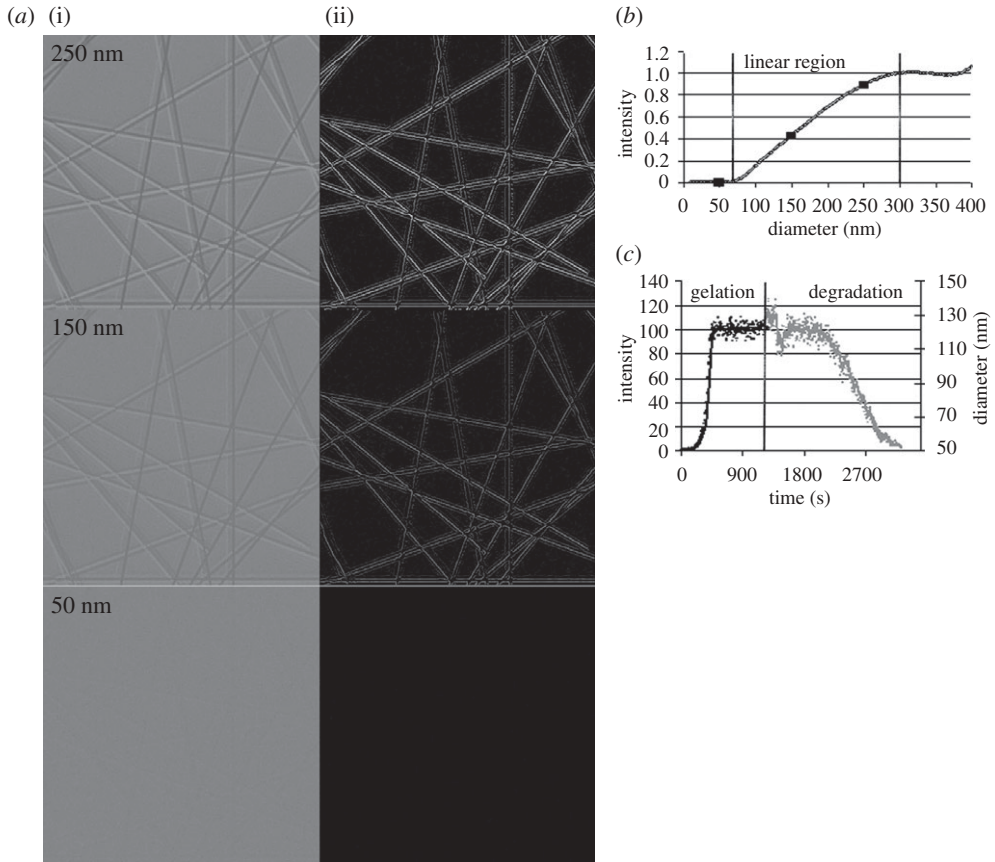 (a) (i) (ii)
250 nm
150 nm
50 nm
(b)
1.2
1.0
0.8
0.6
0.4
0.2
0
intensity
linear region
0 50 100 150 200 250 300 350 400
diameter (nm)
(c)
140
120
100
80
60
40
20
0
intensity
gelation degradation
150
130
110
90
70
50
diameter (nm)
0 900 1800 2700
time (s)